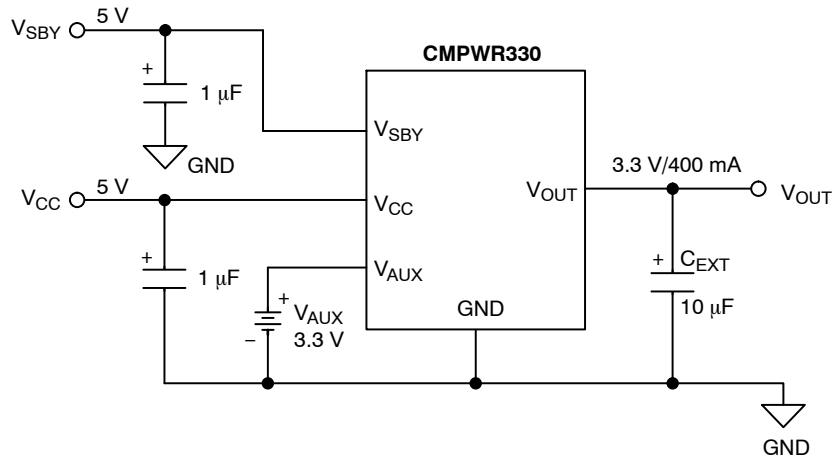 V_SBY 5 V
CMPWR330
+
1 μF
V_SBY
GND
V_CC 5 V
3.3 V/400 mA
V_OUT
V_OUT
V_CC
+
1 μF
V_AUX
+ C_EXT
10 μF
+
V_AUX
3.3 V
−
GND
GND